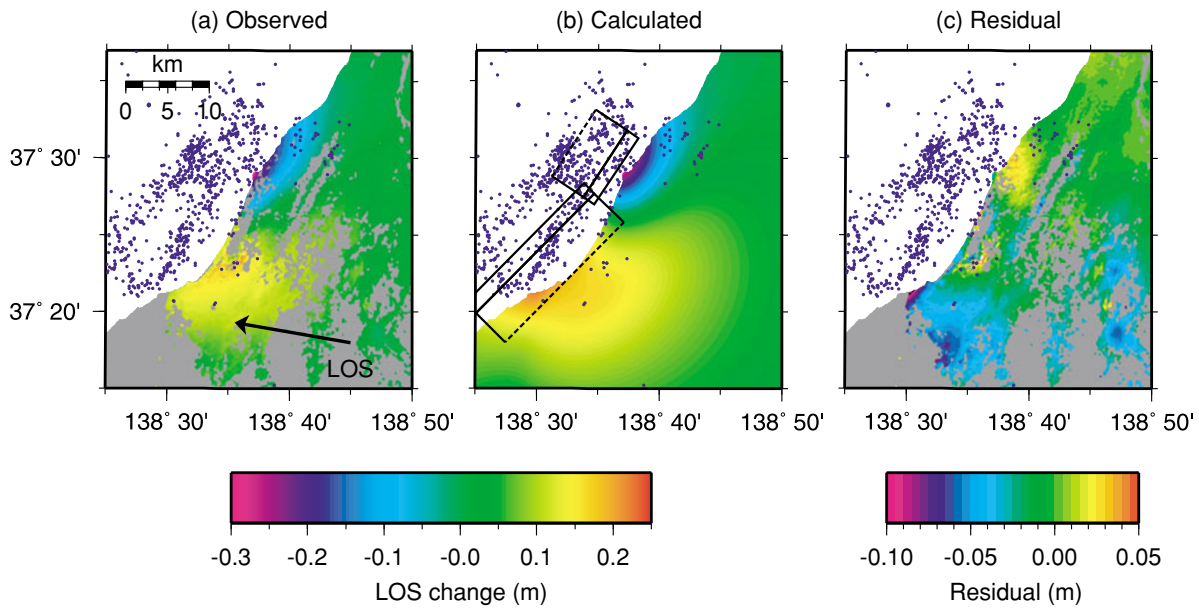 (a) Observed
(b) Calculated
(c) Residual
km
0 5 10
37° 30'
37° 20'
LOS
138° 30' 138° 40' 138° 50'
138° 30' 138° 40' 138° 50'
138° 30' 138° 40' 138° 50'
-0.3 -0.2 -0.1 -0.0 0.1 0.2
LOS change (m)
-0.10 -0.05 0.00 0.05
Residual (m)